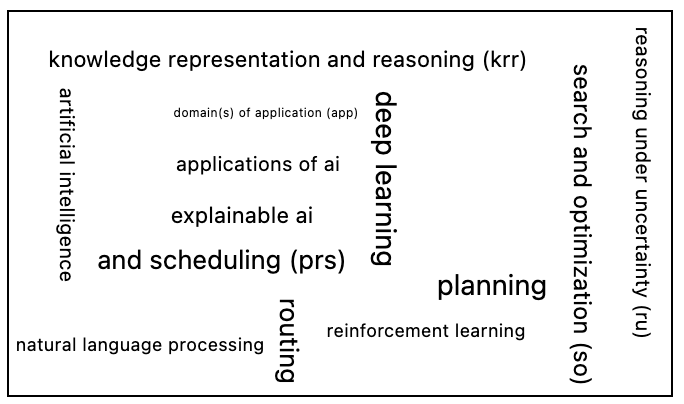 knowledge representation and reasoning (krr)
reasoning under uncertainty (ru)
search and optimization (so)
artificial intelligence
domain(s) of application (app)
deep learning
applications of ai
explainable ai
and scheduling (prs)
planning
routing
reinforcement learning
natural language processing